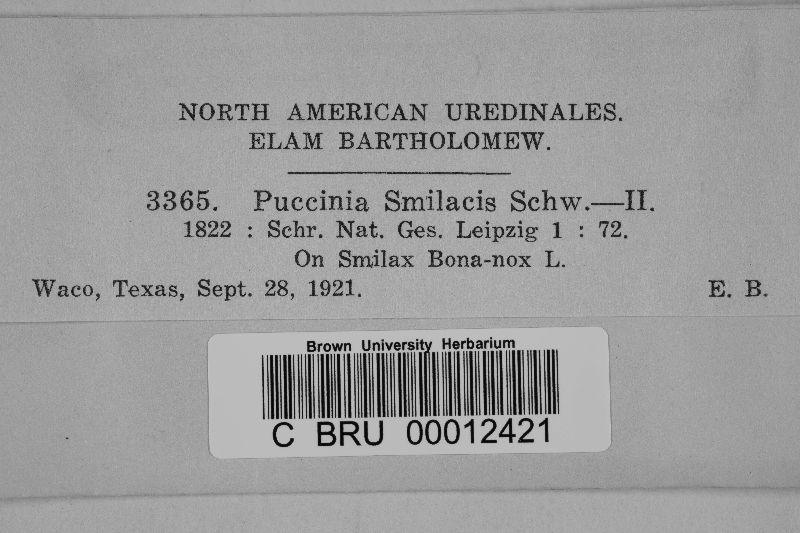 NORTH AMERICAN UREDINALES.
ELAM BARTHOLOMEW.
3365. Puccinia Smilacis Schw.—II.
1822 : Schr. Nat. Ges. Leipzig 1 : 72.
On Smilax Bona-nox L.
Waco, Texas, Sept. 28, 1921. E. B.
Brown University Herbarium
C BRU 00012421